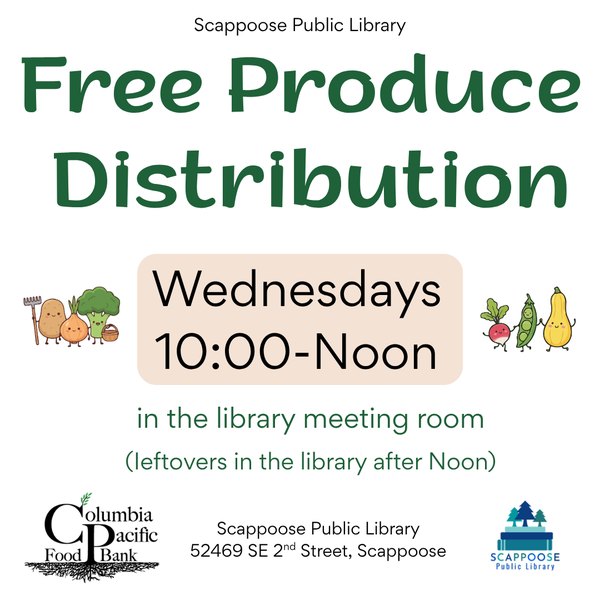 Scappoose Public Library
Free Produce
Distribution
Wednesdays
10:00-Noon
in the library meeting room
(leftovers in the library after Noon)
Columbia
Pacific
Food Bank
Scappoose Public Library
52469 SE 2nd Street, Scappoose
SCAPPOOSE
Public Library